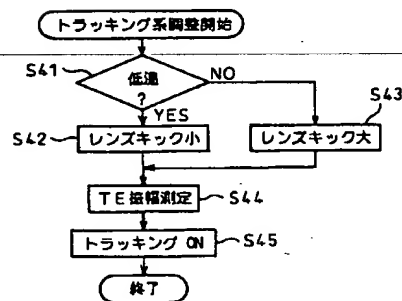 トラッキング系調整開始
S41
低温
?
NO
YES
S43
S42
レンズキック小
レンズキック大
TE振幅測定
S44
トラッキング ON
S45
終了